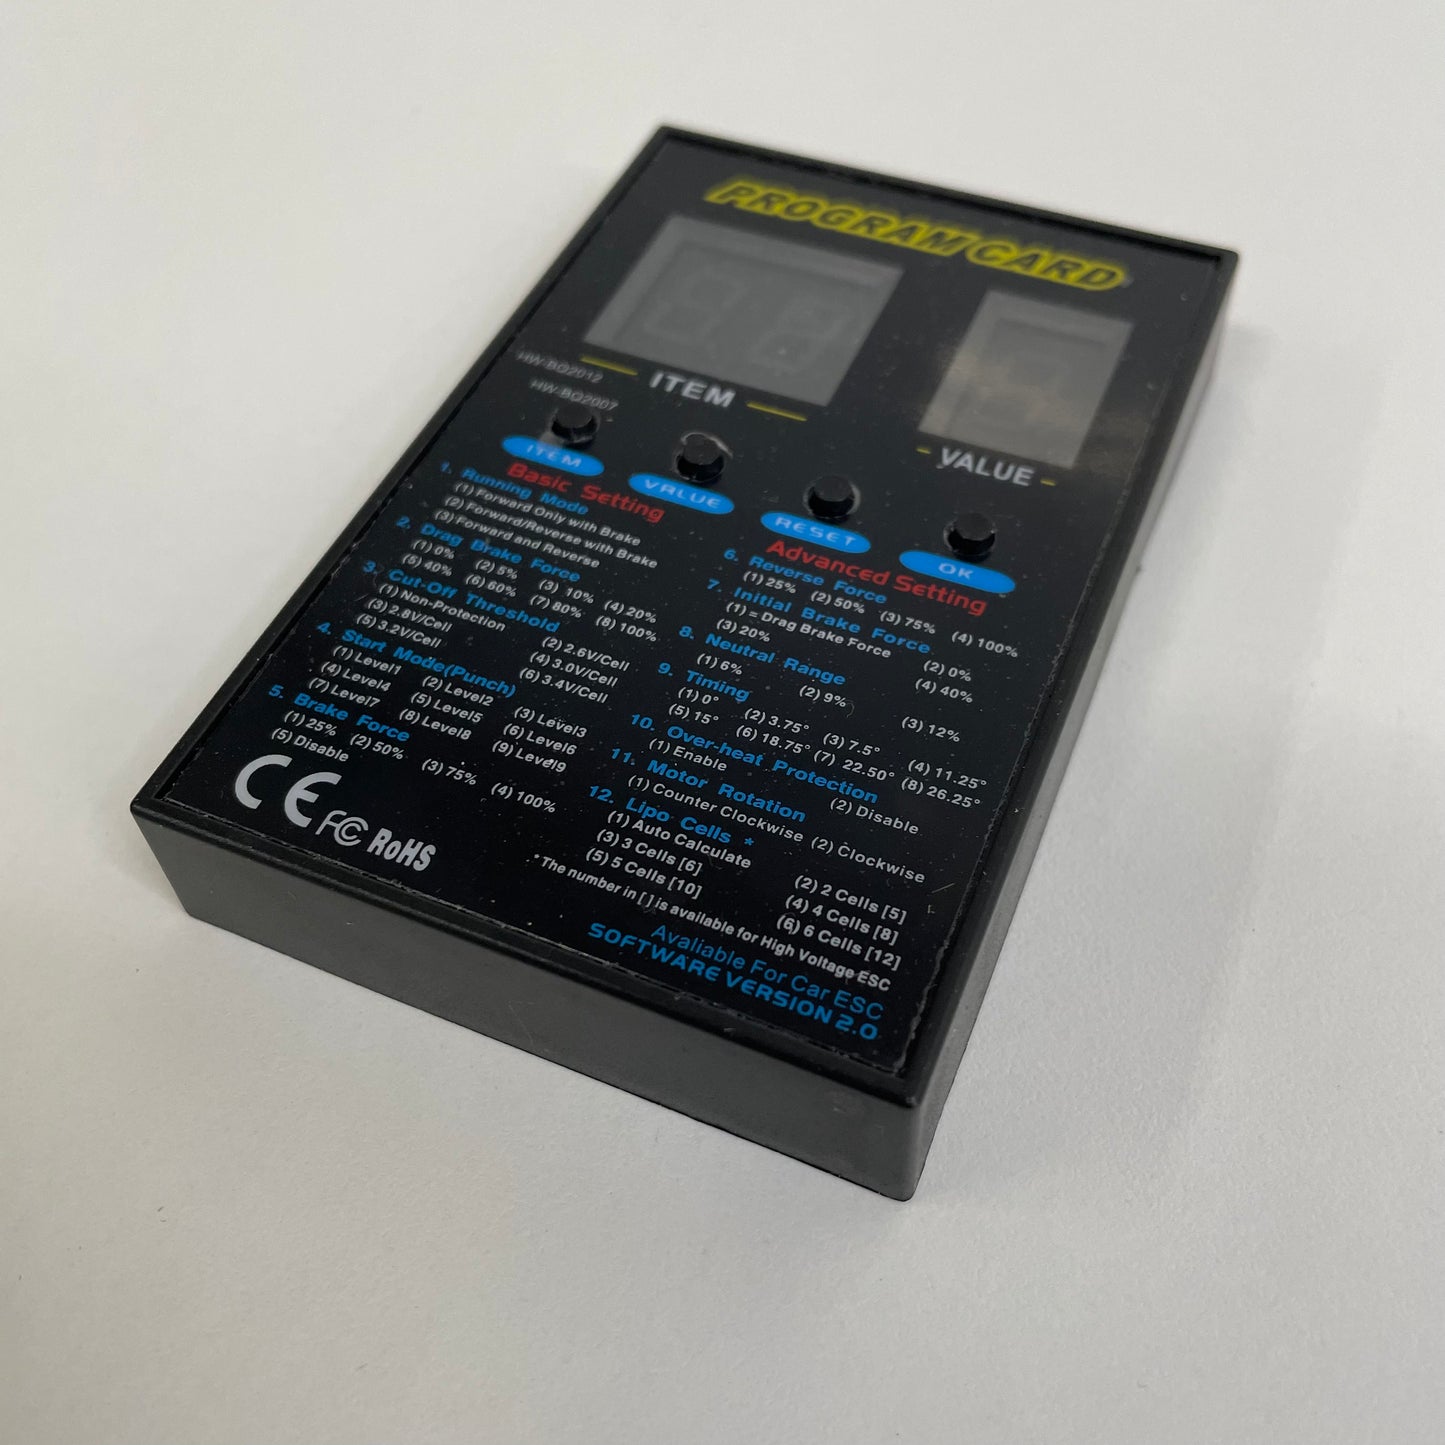 PROGRAM CARD
ITEM
VALUE
HW-BG2012
HW-BG2007
ITEM
VALUE
RESET
OK
Basic Setting
1. Running Mode
(1) Forward Only with Brake
(2) Forward/Reverse with Brake
(3) Forward and Reverse
2. Drag Brake Force
(1) 0% (2) 5% (3) 10% (4) 20%
(5) 40% (6) 60% (7) 80% (8) 100%
3. Cut-Off Threshold
(1) Non-Protection (2) 2.6V/Cell
(3) 2.8V/Cell (4) 3.0V/Cell
(5) 3.2V/Cell (6) 3.4V/Cell
4. Start Mode(Punch)
(1) Level1 (2) Level2 (3) Level3
(4) Level4 (5) Level5 (6) Level6
(7) Level7 (8) Level8 (9) Level9
5. Brake Force
(1) 25% (2) 50% (3) 75% (4) 100%
(5) Disable
CE FC RoHS
Advanced Setting
6. Reverse Force
(1) 25% (2) 50% (3) 75% (4) 100%
7. Initial Brake Force
(1) = Drag Brake Force (2) 0%
(3) 20% (4) 40%
8. Neutral Range
(1) 6% (2) 9% (3) 12%
9. Timing
(1) 0° (2) 3.75° (3) 7.5° (4) 11.25°
(5) 15° (6) 18.75° (7) 22.50° (8) 26.25°
10. Over-heat Protection
(1) Enable (2) Disable
11. Motor Rotation
(1) Counter Clockwise (2) Clockwise
12. Lipo Cells *
(1) Auto Calculate (2) 2 Cells [5]
(3) 3 Cells [6] (4) 4 Cells [8]
(5) 5 Cells [10] (6) 6 Cells [12]
*The number in [ ] is available for High Voltage ESC
Avaliable For Car ESC
SOFTWARE VERSION 2.0